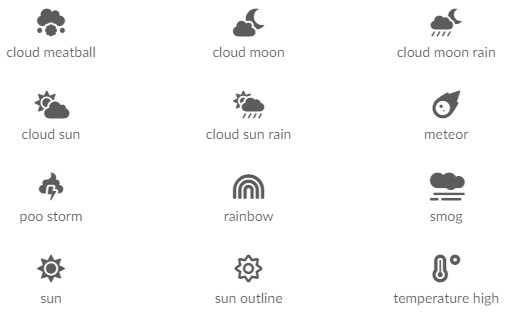 cloud meatball
cloud moon
cloud moon rain
cloud sun
cloud sun rain
meteor
poo storm
rainbow
smog
sun
sun outline
temperature high